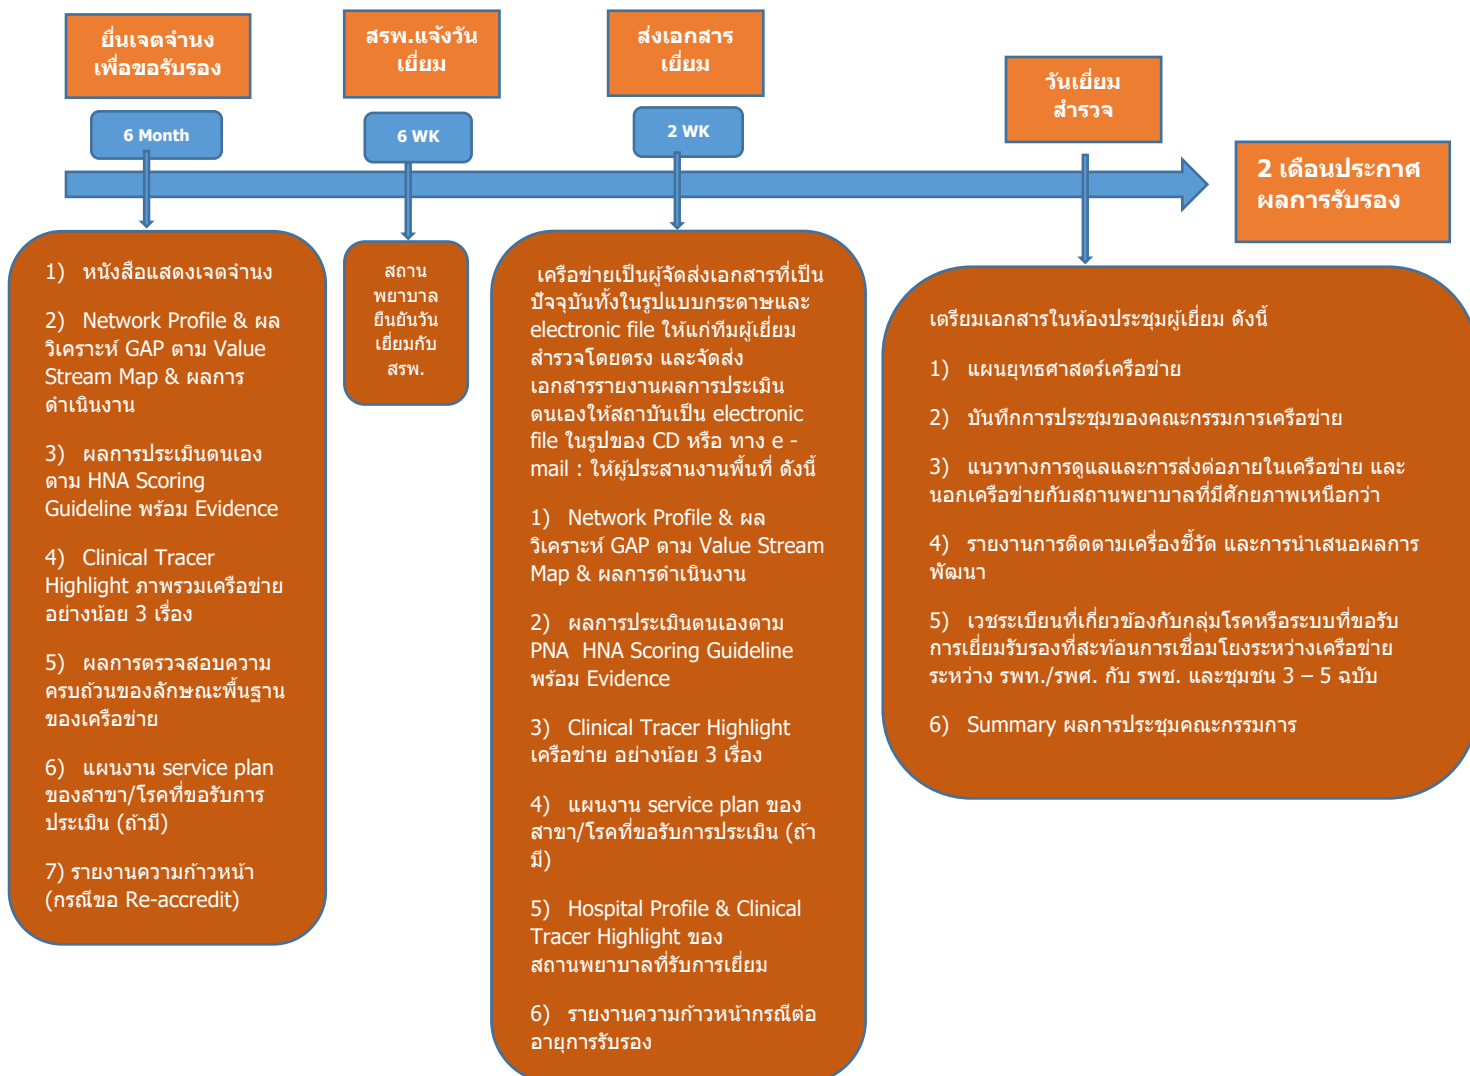 ยื่นเจตจำนง
เพื่อขอรับรอง
สรพ.แจ้งวัน
เยี่ยม
ส่งเอกสาร
เยี่ยม
วันเยี่ยม
สำรวจ
6 Month
6 WK
2 WK
2 เดือนประกาศ
ผลการรับรอง
1) หนังสือแสดงเจตจำนง
2) Network Profile & ผล
วิเคราะห์ GAP ตาม Value
Stream Map & ผลการ
ดำเนินงาน
3) ผลการประเมินตนเอง
ตาม HNA Scoring
Guideline พร้อม Evidence
4) Clinical Tracer
Highlight ภาพรวมเครือข่าย
อย่างน้อย 3 เรื่อง
5) ผลการตรวจสอบความ
ครบถ้วนของลักษณะพื้นฐาน
ของเครือข่าย
6) แผนงาน service plan
ของสาขา/โรคที่ขอรับการ
ประเมิน (ถ้ามี)
7) รายงานความก้าวหน้า
(กรณีขอ Re-accredit)
สถาน
พยาบาล
ยืนยันวัน
เยี่ยมกับ
สรพ.
เครือข่ายเป็นผู้จัดส่งเอกสารที่เป็น
ปัจจุบันทั้งในรูปแบบกระดาษและ
electronic file ให้แก่ทีมผู้เยี่ยม
สำรวจโดยตรง และจัดส่ง
เอกสารรายงานผลการประเมิน
ตนเองให้สถาบันเป็น electronic
file ในรูปของ CD หรือ ทาง e -
mail : ให้ผู้ประสานงานพื้นที่ ดังนี้
1) Network Profile & ผล
วิเคราะห์ GAP ตาม Value Stream
Map & ผลการดำเนินงาน
2) ผลการประเมินตนเองตาม
PNA HNA Scoring Guideline
พร้อม Evidence
3) Clinical Tracer Highlight
เครือข่าย อย่างน้อย 3 เรื่อง
4) แผนงาน service plan ของ
สาขา/โรคที่ขอรับการประเมิน (ถ้า
มี)
5) Hospital Profile & Clinical
Tracer Highlight ของ
สถานพยาบาลที่รับการเยี่ยม
6) รายงานความก้าวหน้ากรณีต่อ
อายุการรับรอง
เตรียมเอกสารในห้องประชุมผู้เยี่ยม ดังนี้
1) แผนยุทธศาสตร์เครือข่าย
2) บันทึกการประชุมของคณะกรรมการเครือข่าย
3) แนวทางการดูแลและการส่งต่อภายในเครือข่าย และ
นอกเครือข่ายกับสถานพยาบาลที่มีศักยภาพเหนือกว่า
4) รายงานการติดตามเครื่องชี้วัด และการนำเสนอผลการ
พัฒนา
5) เวชระเบียนที่เกี่ยวข้องกับกลุ่มโรคหรือระบบที่ขอรับ
การเยี่ยมรับรองที่สะท้อนการเชื่อมโยงระหว่างเครือข่าย
ระหว่าง รพท./รพศ. กับ รพช. และชุมชน 3 – 5 ฉบับ
6) Summary ผลการประชุมคณะกรรมการ